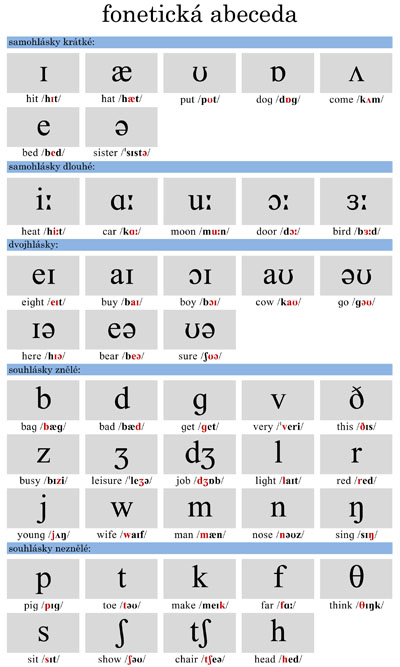 fonetická abeceda
samohlásky krátké:
ɪ æ ʊ ɒ ʌ
hit /hɪt/ hat /hæt/ put /pʊt/ dog /dɒg/ come /kʌm/
e ə
bed /bed/ sister /ˈsɪstə/
samohlásky dlouhé:
iː ɑː uː ɔː ɜː
heat /hiːt/ car /kɑː/ moon /muːn/ door /dɔː/ bird /bɜːd/
dvojhlásky:
eɪ aɪ ɔɪ aʊ əʊ
eight /eɪt/ buy /baɪ/ boy /bɔɪ/ cow /kaʊ/ go /gəʊ/
ɪə eə ʊə
here /hɪə/ bear /beə/ sure /ʃʊə/
souhlásky znělé:
b d g v ð
bag /bæg/ bad /bæd/ get /get/ very /ˈveri/ this /ðɪs/
z ʒ dʒ l r
busy /bɪzi/ leisure /ˈleʒə/ job /dʒɒb/ light /laɪt/ red /red/
j w m n ŋ
young /jʌŋ/ wife /waɪf/ man /mæn/ nose /nəʊz/ sing /sɪŋ/
souhlásky neznělé:
p t k f θ
pig /pɪg/ toe /təʊ/ make /meɪk/ far /fɑː/ think /θɪŋk/
s ʃ tʃ h
sit /sɪt/ show /ʃəʊ/ chair /tʃeə/ head /hed/